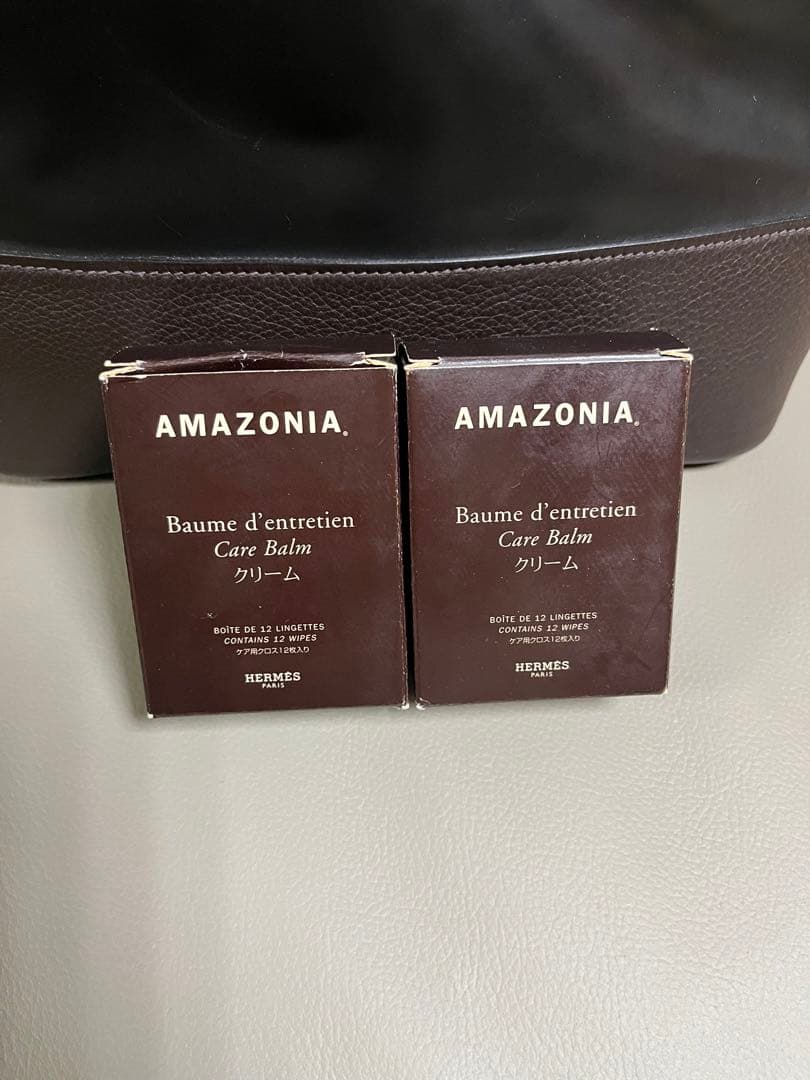 AMAZONIA®
Baume d'entretien
Care Balm
クリーム
BOÎTE DE 12 LINGETTES
CONTAINS 12 WIPES
ケア用クロス12枚入り
HERMÈS
PARIS
AMAZONIA®
Baume d'entretien
Care Balm
クリーム
BOÎTE DE 12 LINGETTES
CONTAINS 12 WIPES
ケア用クロス12枚入り
HERMÈS
PARIS